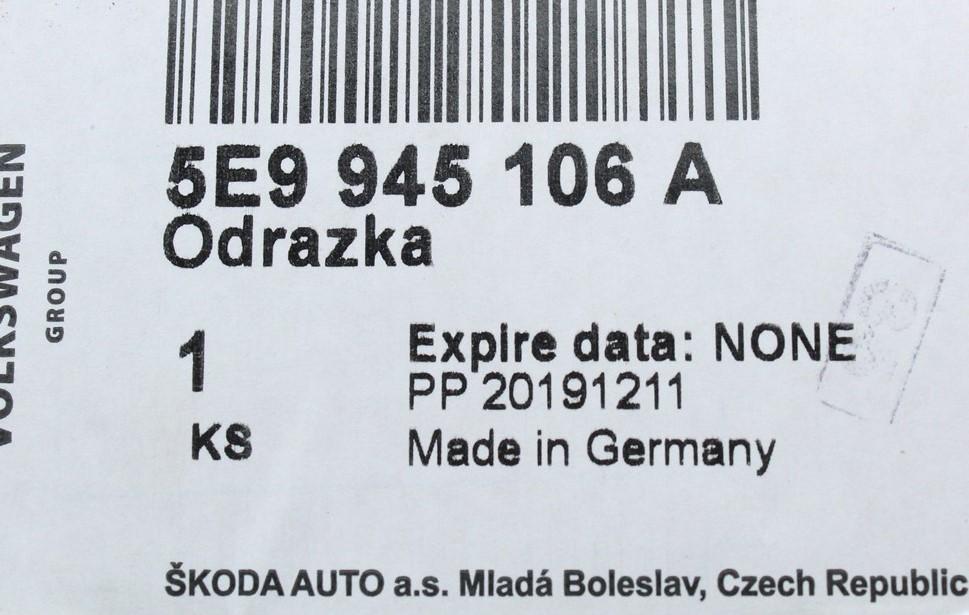 VOLKSWAGEN
GROUP
5E9 945 106 A
Odrazka
1
KS
Expire data: NONE
PP 20191211
Made in Germany
ŠKODA AUTO a.s. Mladá Boleslav, Czech Republic